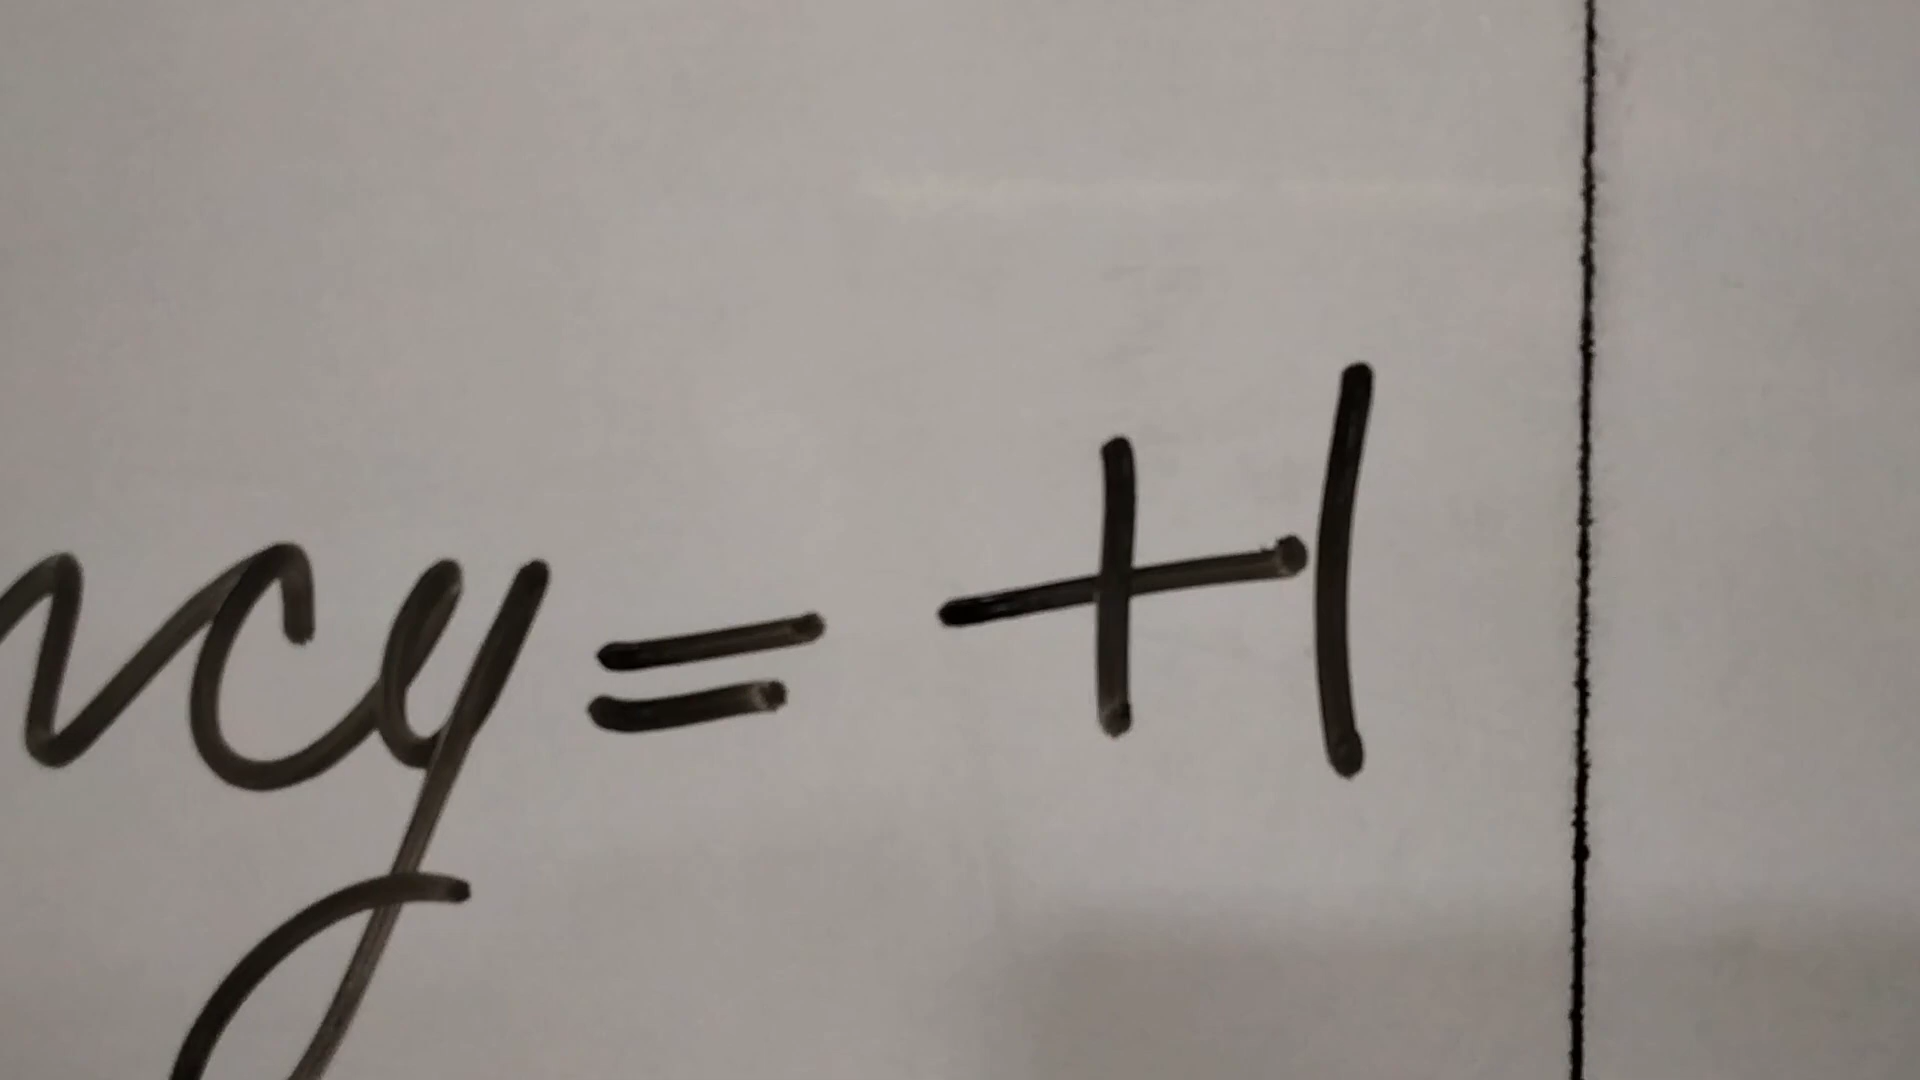 ncy = +1